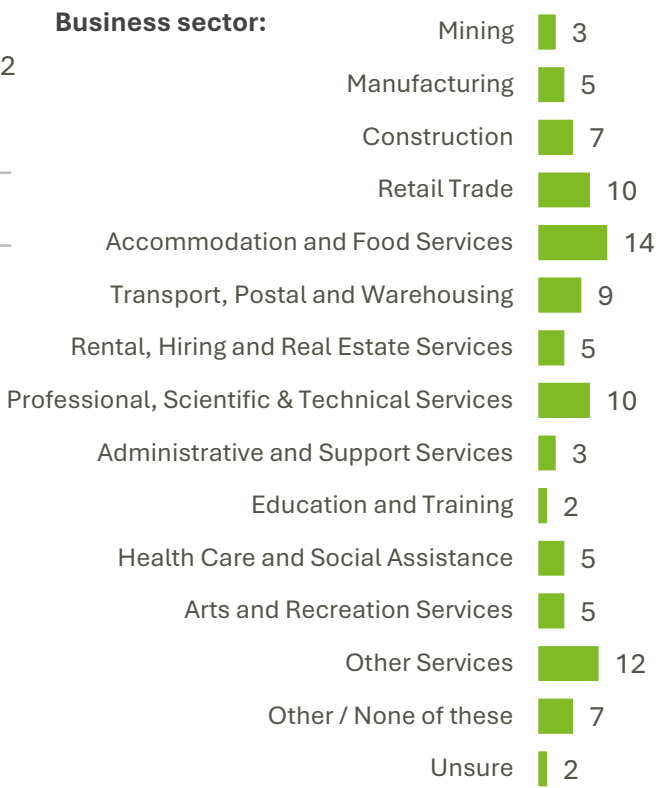 Business sector:
2
Mining 3
Manufacturing 5
Construction 7
Retail Trade 10
Accommodation and Food Services 14
Transport, Postal and Warehousing 9
Rental, Hiring and Real Estate Services 5
Professional, Scientific & Technical Services 10
Administrative and Support Services 3
Education and Training 2
Health Care and Social Assistance 5
Arts and Recreation Services 5
Other Services 12
Other / None of these 7
Unsure 2